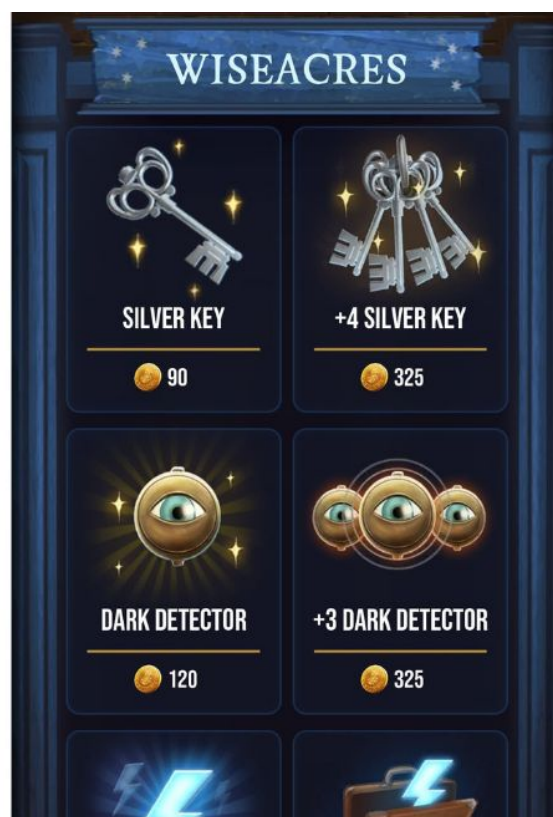 WISEACRES
SILVER KEY
+4 SILVER KEY
90
325
DARK DETECTOR
+3 DARK DETECTOR
120
325